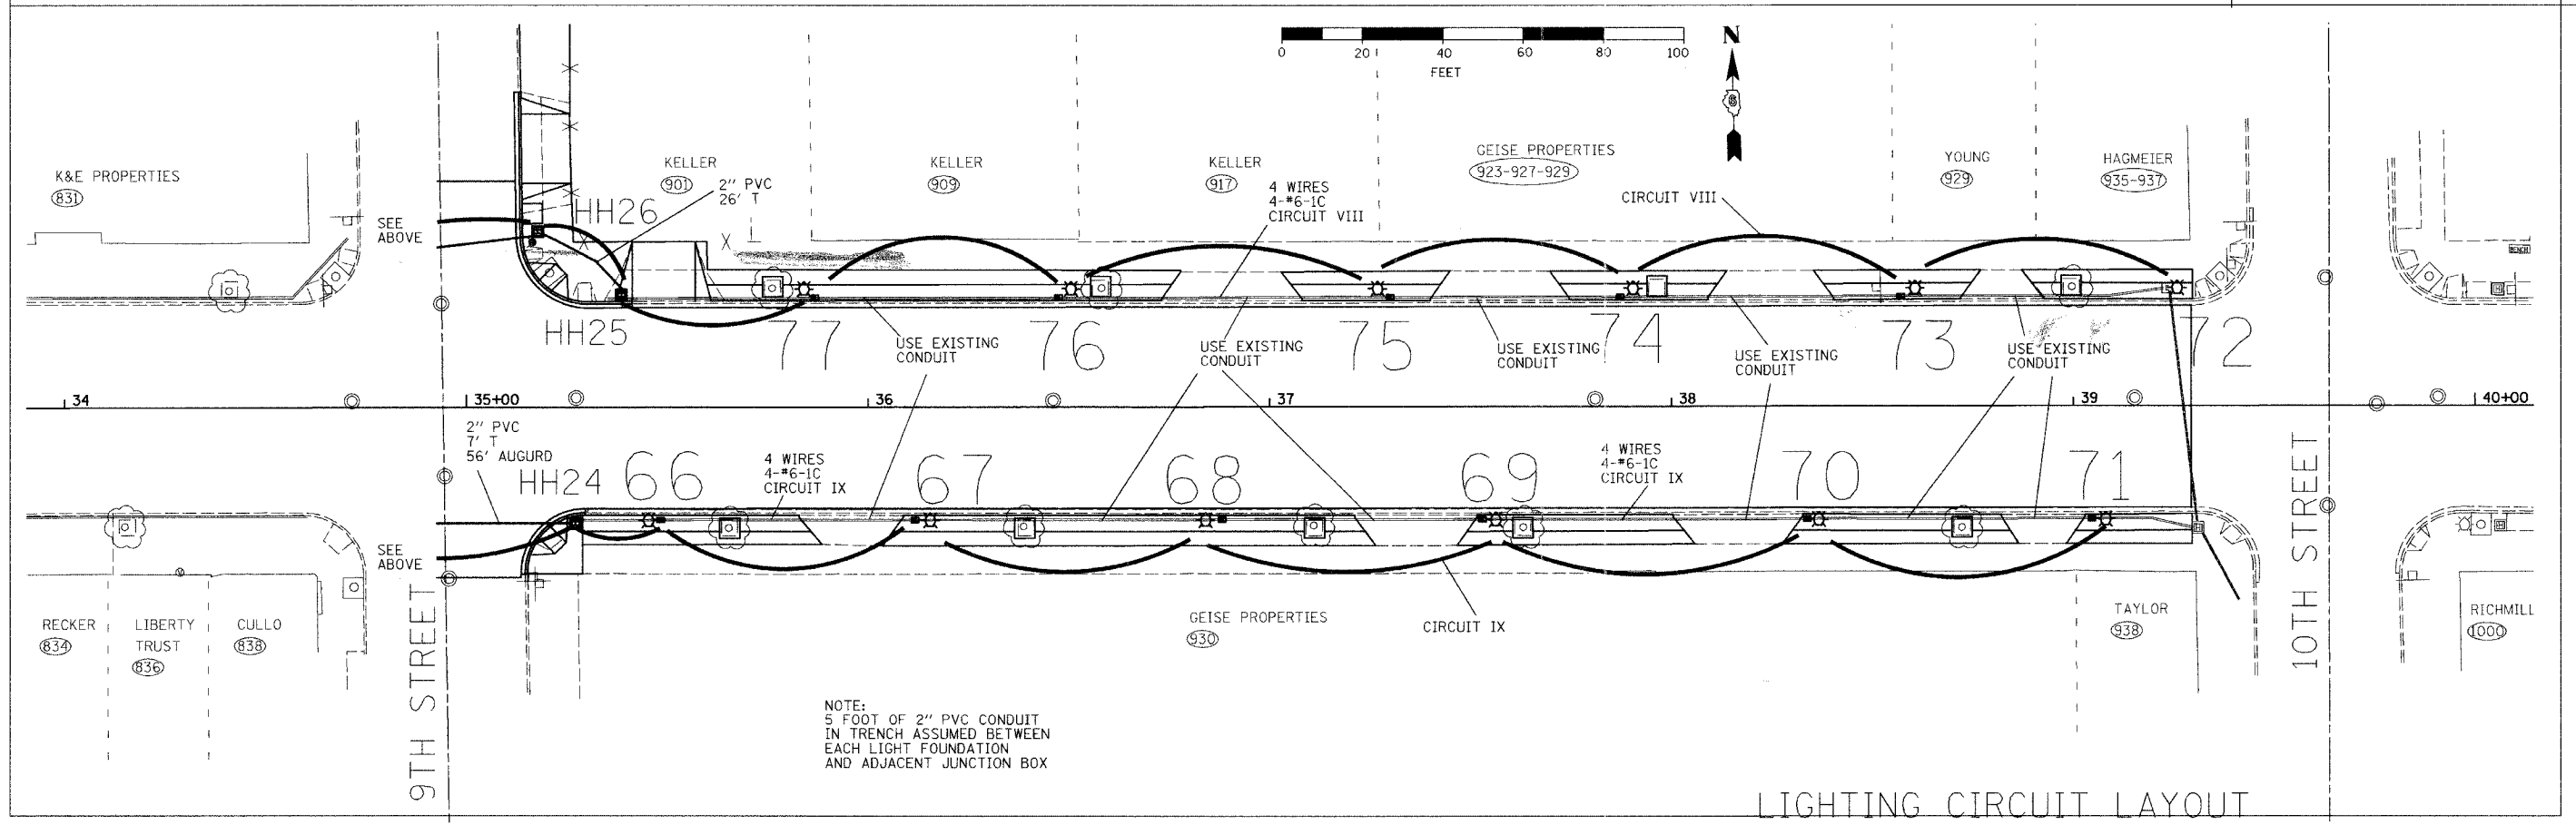 0 20 40 60 80 100
FEET
N
K&E PROPERTIES
831
SEE
ABOVE
HH26
KELLER
901
2" PVC
26' T
KELLER
909
KELLER
917
4 WIRES
4-#6-1C
CIRCUIT VIII
GEISE PROPERTIES
923-927-929
CIRCUIT VIII
YOUNG
929
HAGMEIER
935-937
BENCH
HH25
77
USE EXISTING
CONDUIT
76
USE EXISTING
CONDUIT
75
USE EXISTING
CONDUIT
74
USE EXISTING
CONDUIT
73
USE EXISTING
CONDUIT
72
34 35+00 36 37 38 39 40+00
2" PVC
7' T
56' AUGURD
HH24
66
4 WIRES
4-#6-1C
CIRCUIT IX
67
68
69
4 WIRES
4-#6-1C
CIRCUIT IX
70
71
SEE
ABOVE
9TH STREET
10TH STREET
RECKER
834
LIBERTY
TRUST
836
CULLO
838
GEISE PROPERTIES
930
CIRCUIT IX
TAYLOR
938
RICHMILL
1000
NOTE:
5 FOOT OF 2" PVC CONDUIT
IN TRENCH ASSUMED BETWEEN
EACH LIGHT FOUNDATION
AND ADJACENT JUNCTION BOX
LIGHTING CIRCUIT LAYOUT